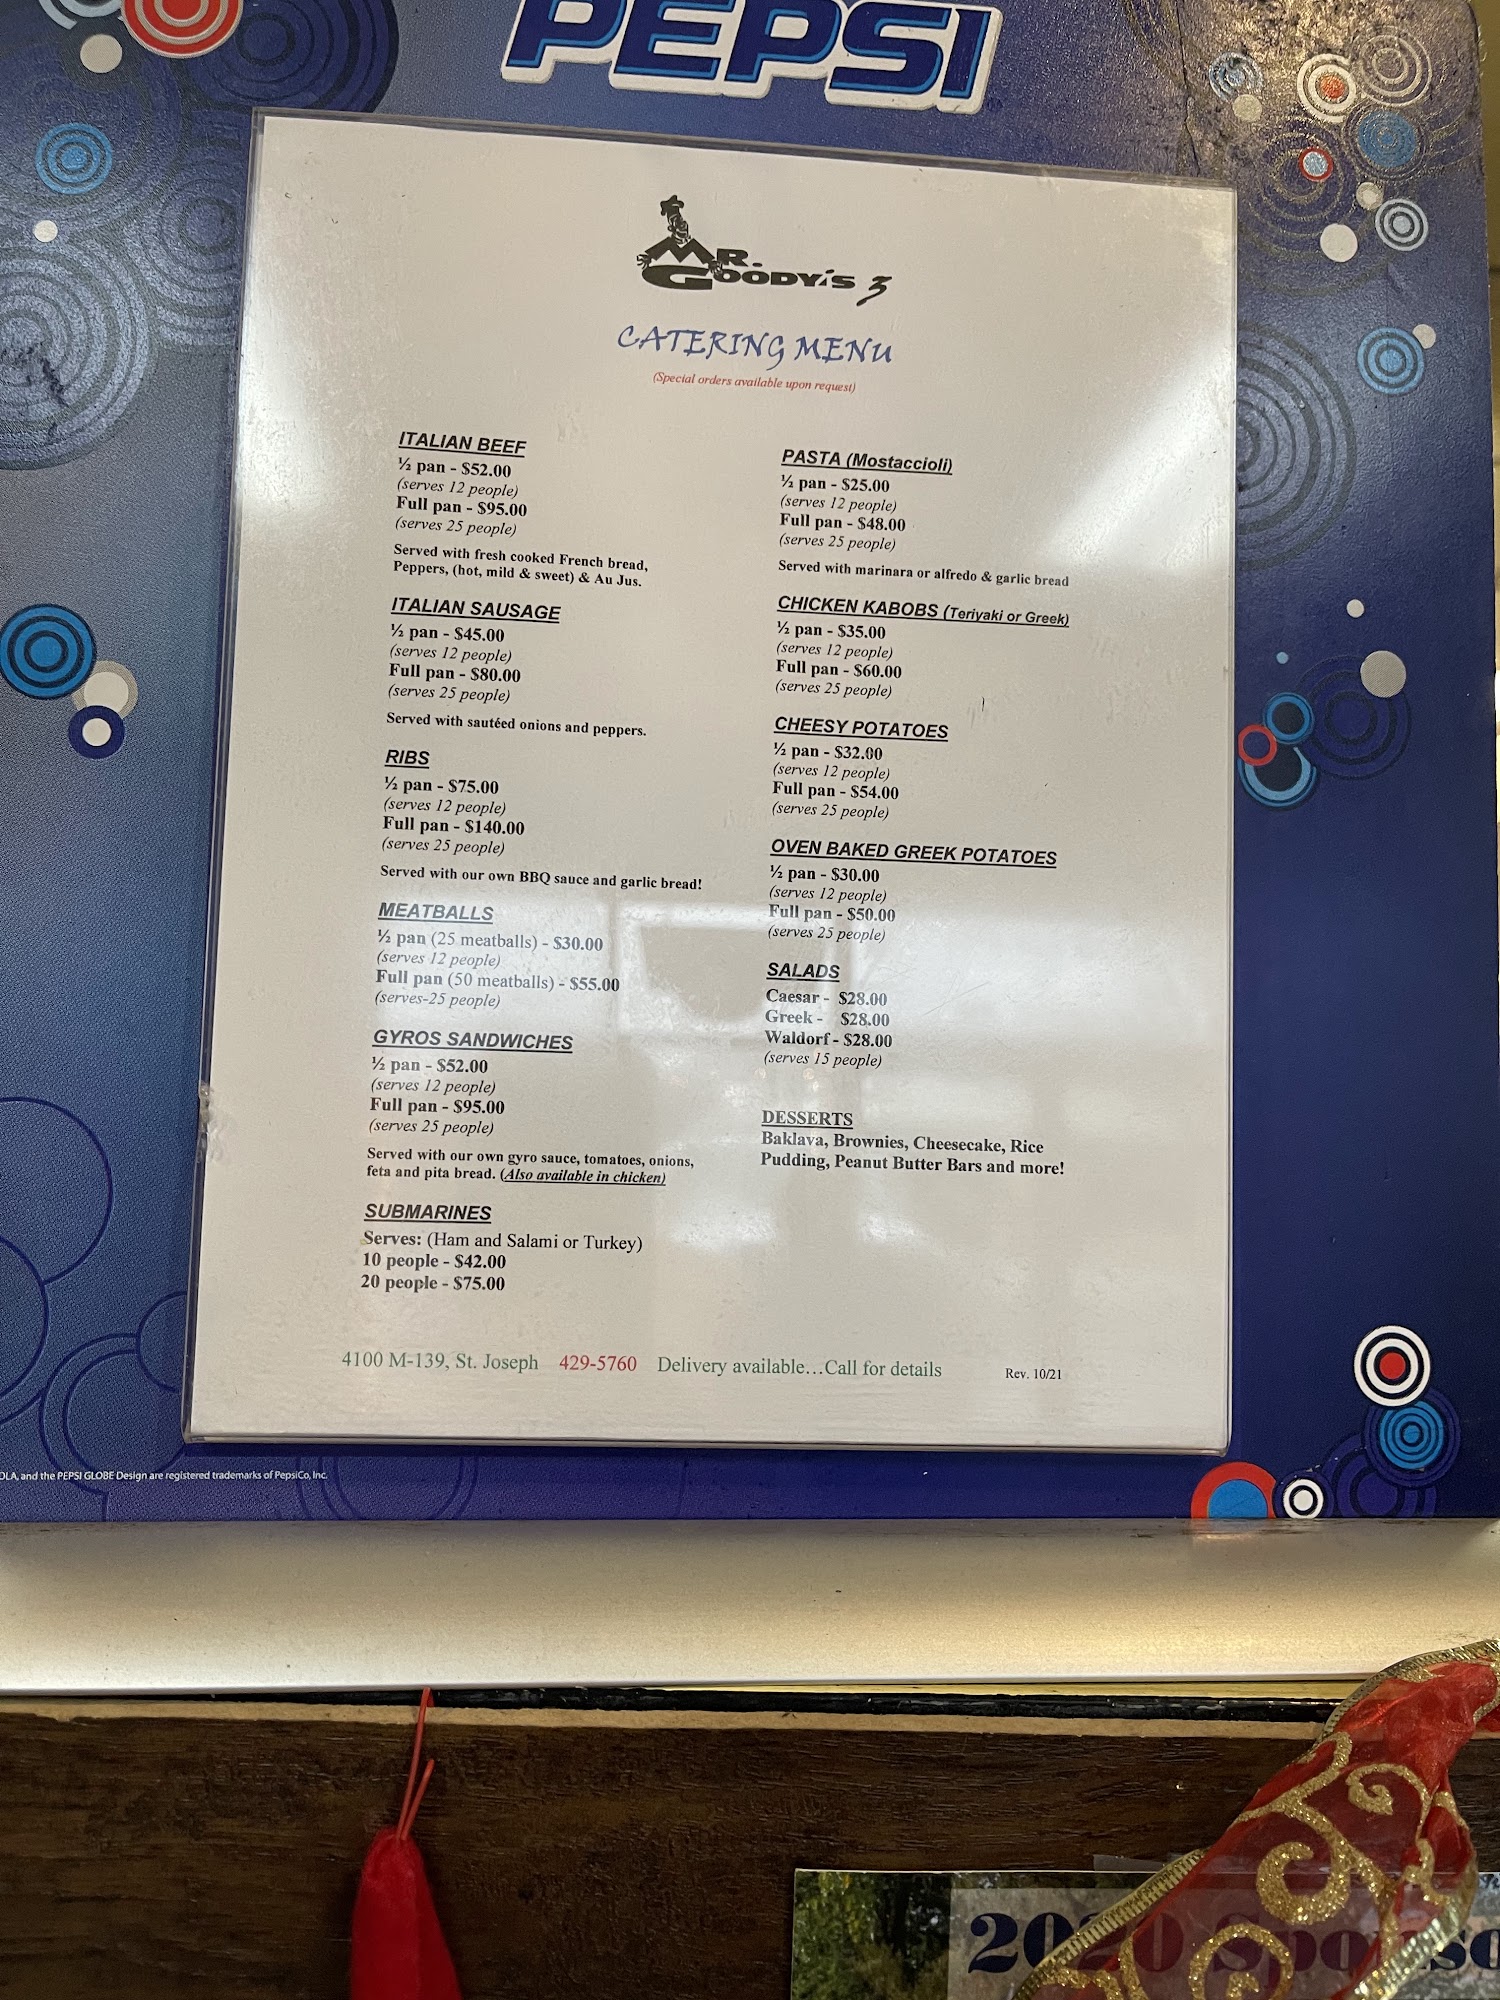 PEPSI
MR.
GOODY'S 3
CATERING MENU
(Special orders available upon request)
ITALIAN BEEF
½ pan - $52.00
(serves 12 people)
Full pan - $95.00
(serves 25 people)
Served with fresh cooked French bread,
Peppers, (hot, mild & sweet) & Au Jus.
ITALIAN SAUSAGE
½ pan - $45.00
(serves 12 people)
Full pan - $80.00
(serves 25 people)
Served with sautéed onions and peppers.
RIBS
½ pan - $75.00
(serves 12 people)
Full pan - $140.00
(serves 25 people)
Served with our own BBQ sauce and garlic bread!
MEATBALLS
½ pan (25 meatballs) - $30.00
(serves 12 people)
Full pan (50 meatballs) - $55.00
(serves-25 people)
GYROS SANDWICHES
½ pan - $52.00
(serves 12 people)
Full pan - $95.00
(serves 25 people)
Served with our own gyro sauce, tomatoes, onions,
feta and pita bread. (Also available in chicken)
SUBMARINES
Serves: (Ham and Salami or Turkey)
10 people - $42.00
20 people - $75.00
PASTA (Mostaccioli)
½ pan - $25.00
(serves 12 people)
Full pan - $48.00
(serves 25 people)
Served with marinara or alfredo & garlic bread
CHICKEN KABOBS (Teriyaki or Greek)
½ pan - $35.00
(serves 12 people)
Full pan - $60.00
(serves 25 people)
CHEESY POTATOES
½ pan - $32.00
(serves 12 people)
Full pan - $54.00
(serves 25 people)
OVEN BAKED GREEK POTATOES
½ pan - $30.00
(serves 12 people)
Full pan - $50.00
(serves 25 people)
SALADS
Caesar - $28.00
Greek - $28.00
Waldorf - $28.00
(serves 15 people)
DESSERTS
Baklava, Brownies, Cheesecake, Rice
Pudding, Peanut Butter Bars and more!
4100 M-139, St. Joseph 429-5760 Delivery available...Call for details Rev. 10/21
OLA, and the PEPSI GLOBE Design are registered trademarks of PepsiCo, Inc.
2020 Sponso